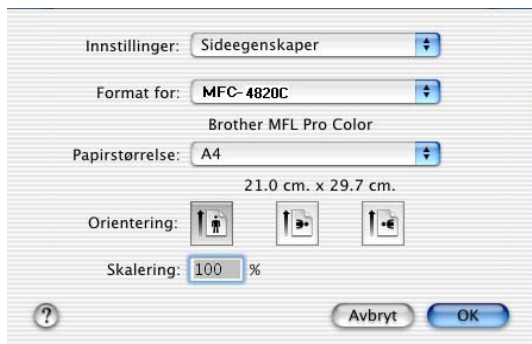 Innstillinger: Sideegenskaper
Format for: MFC-4820C
Brother MFL Pro Color
Papirstørrelse: A4
21.0 cm. x 29.7 cm.
Orientering:
Skalering: 100 %
? Avbryt OK